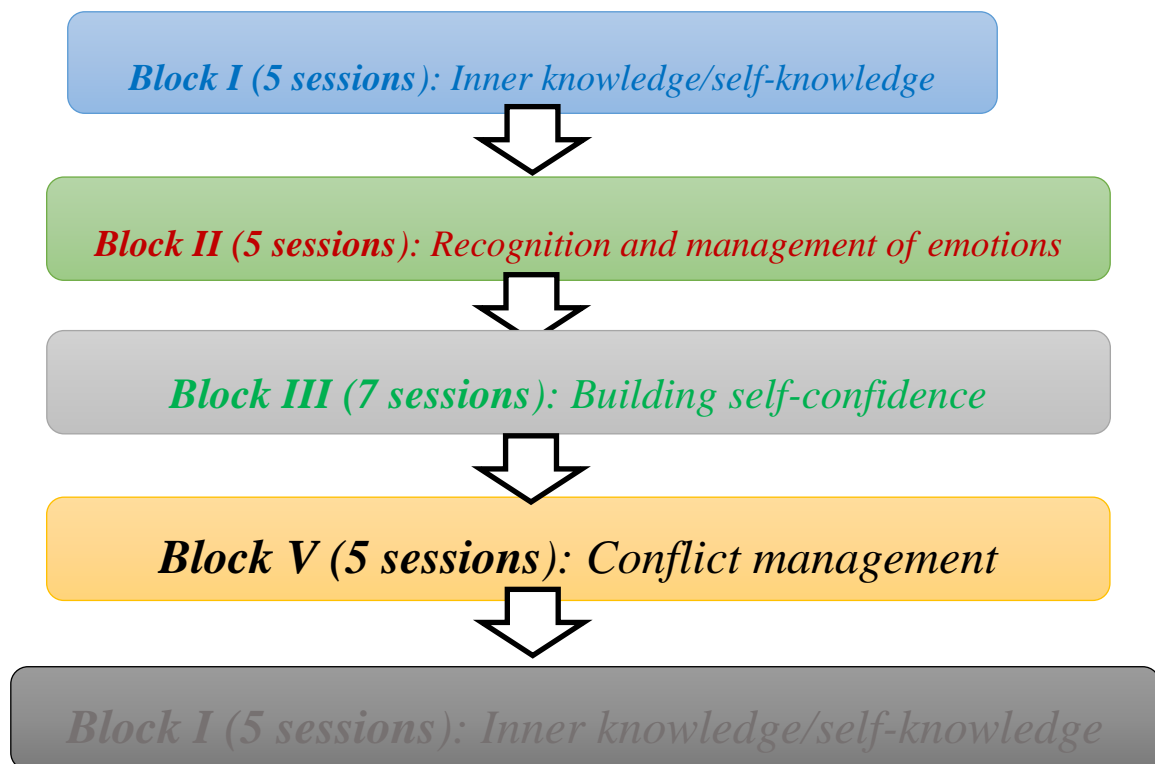 Block I (5 sessions): Inner knowledge/self-knowledge
Block II (5 sessions): Recognition and management of emotions
Block III (7 sessions): Building self-confidence
Block V (5 sessions): Conflict management
Block I (5 sessions): Inner knowledge/self-knowledge